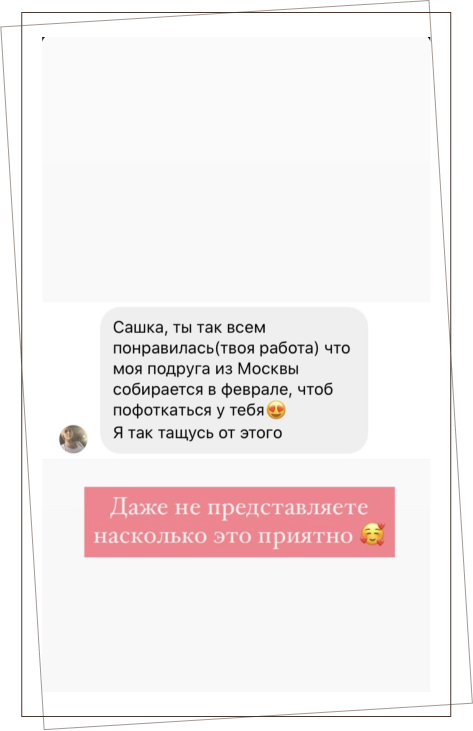 Сашка, ты так всем
понравилась(твоя работа) что
моя подруга из Москвы
собирается в феврале, чтоб
пофоткаться у тебя😍
Я так тащусь от этого
Даже не представляете
насколько это приятно 🥰